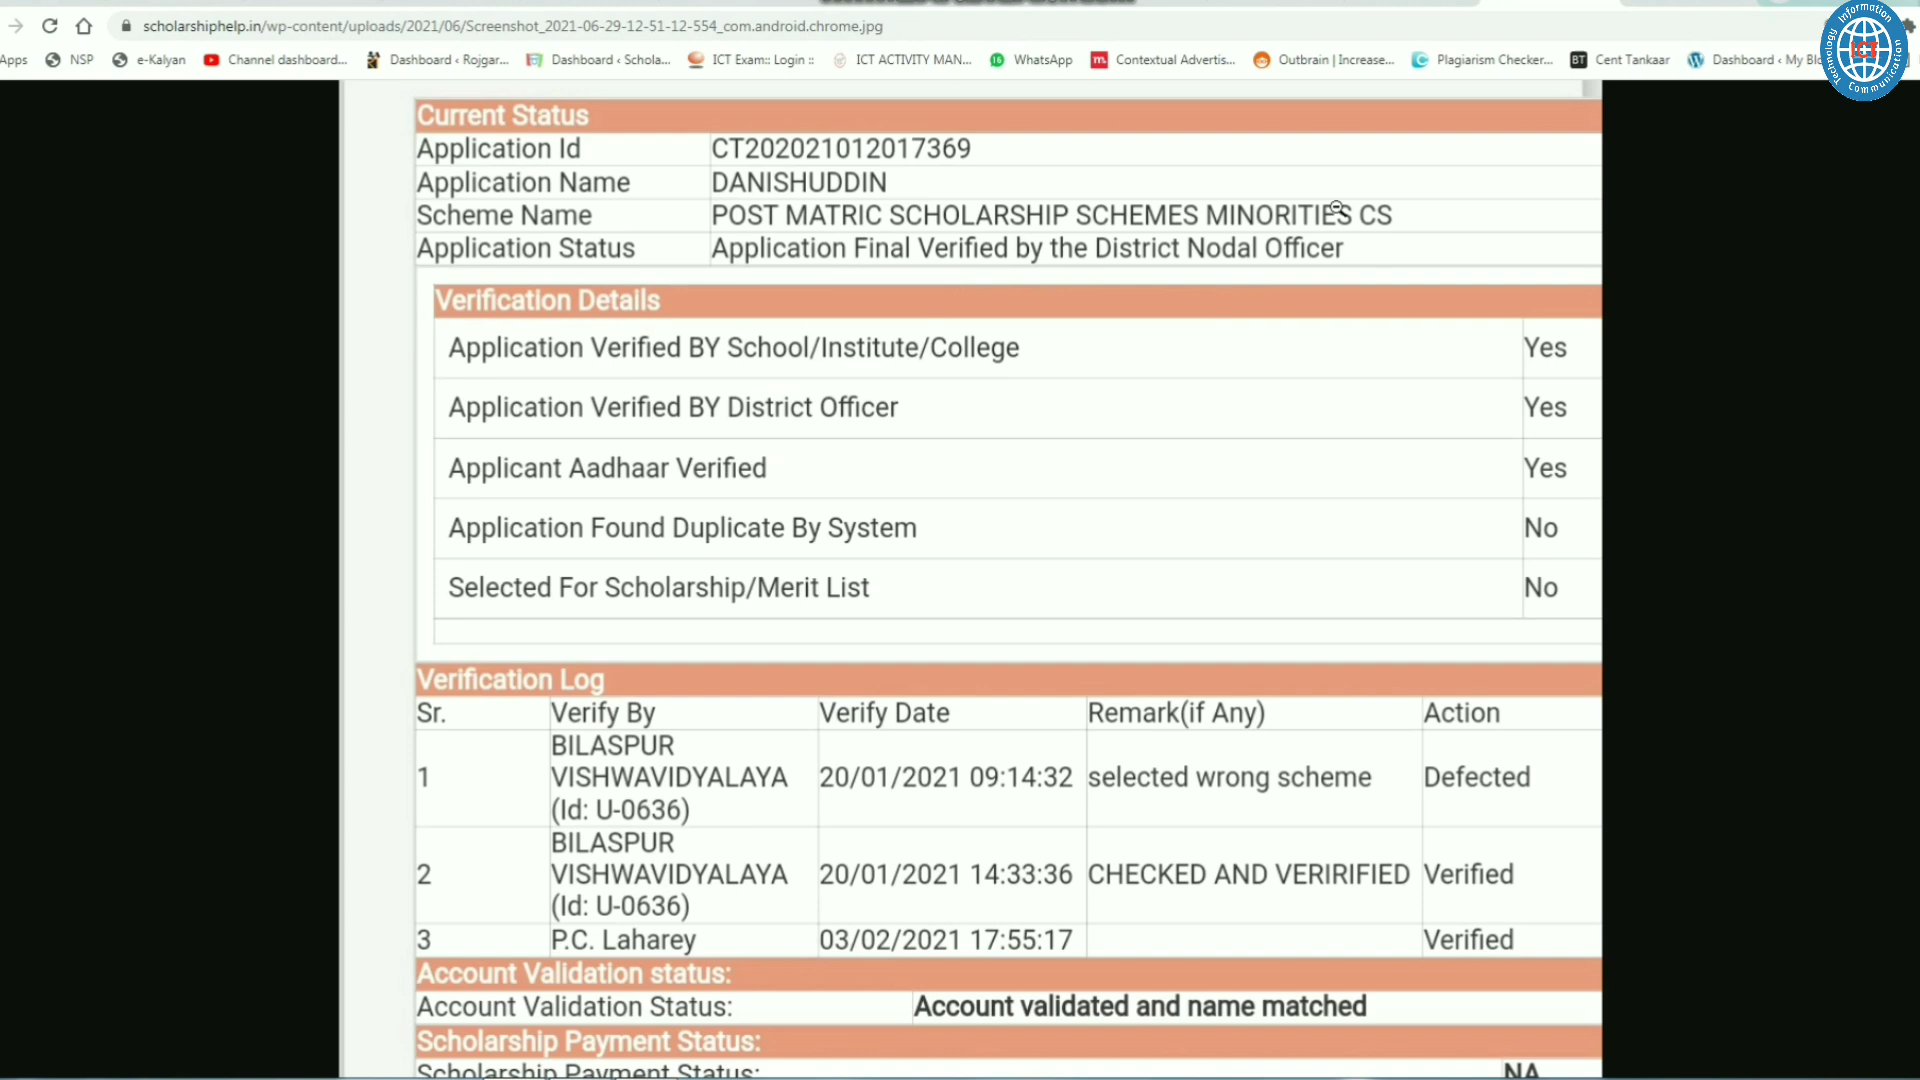 scholarshiphelp.in/wp-content/uploads/2021/06/Screenshot_2021-06-29-12-51-12-554_com.android.chrome.jpg
Apps NSP e-Kalyan Channel dashboard... Dashboard ‹ Rojgar... Dashboard ‹ Schola... ICT Exam:: Login :: ICT ACTIVITY MAN... WhatsApp Contextual Advertis... Outbrain | Increase... Plagiarism Checker... BT Cent Tankaar Dashboard ‹ My Blo
Information
ICT
Technology
Communication
Current Status
Application Id CT202021012017369
Application Name DANISHUDDIN
Scheme Name POST MATRIC SCHOLARSHIP SCHEMES MINORITIES CS
Application Status Application Final Verified by the District Nodal Officer
Verification Details
Application Verified BY School/Institute/College Yes
Application Verified BY District Officer Yes
Applicant Aadhaar Verified Yes
Application Found Duplicate By System No
Selected For Scholarship/Merit List No
Verification Log
Sr. Verify By Verify Date Remark(if Any) Action
BILASPUR
1 VISHWAVIDYALAYA 20/01/2021 09:14:32 selected wrong scheme Defected
(Id: U-0636)
BILASPUR
2 VISHWAVIDYALAYA 20/01/2021 14:33:36 CHECKED AND VERIRIFIED Verified
(Id: U-0636)
3 P.C. Laharey 03/02/2021 17:55:17 Verified
Account Validation status:
Account Validation Status: Account validated and name matched
Scholarship Payment Status:
Scholarship Payment Status: NA